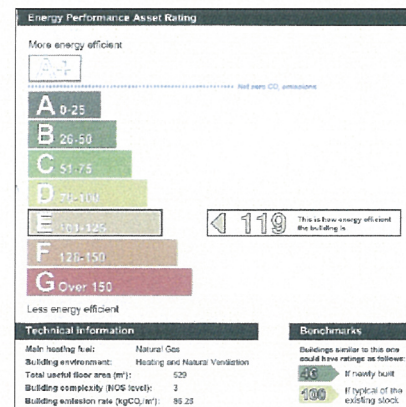 Energy Performance Asset Rating
More energy efficient
A+
Net zero CO₂ emissions
A 0-25
B 26-50
C 51-75
D 76-100
E 101-125
119 This is how energy efficient
the building is
F 126-150
G Over 150
Less energy efficient
Technical Information
Main heating fuel: Natural Gas
Building environment: Heating and Natural Ventilation
Total useful floor area (m²): 529
Building complexity (NOS level): 3
Building emission rate (kgCO₂/m²):
Benchmarks
Buildings similar to this one
could have ratings as follows:
If newly built
100 If typical of the
existing stock